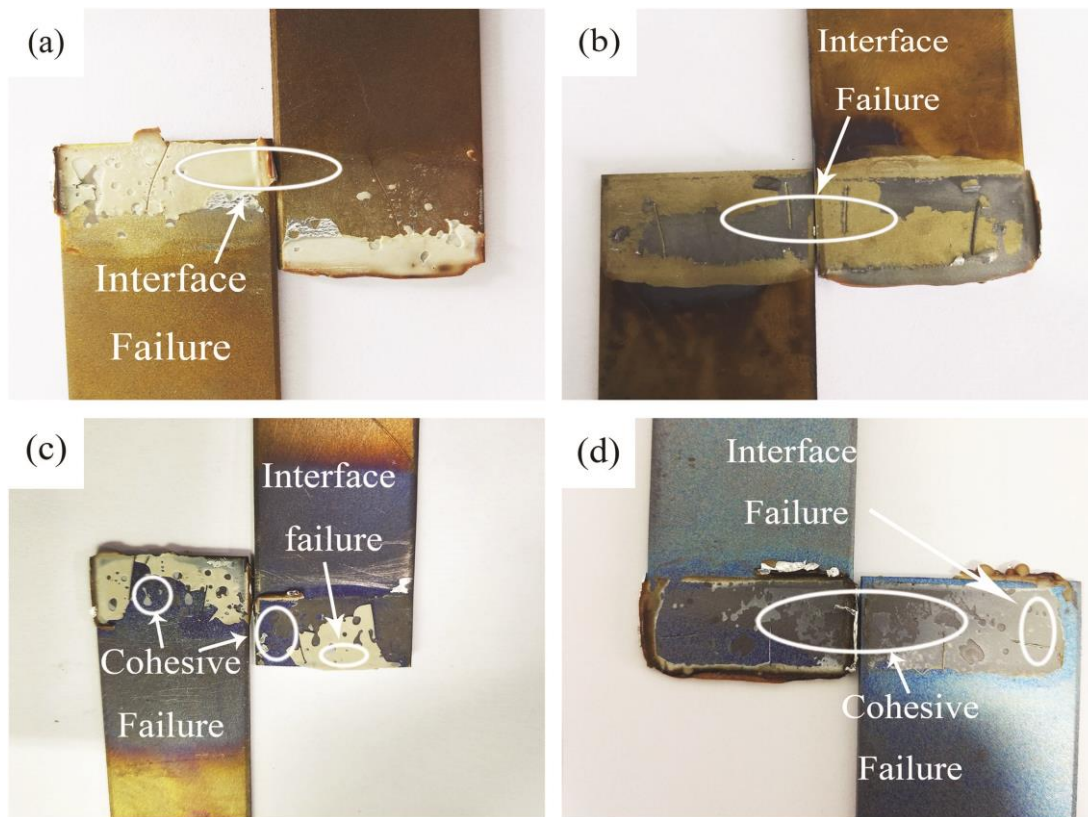 (a)
Interface
Failure
(b)
Interface
Failure
(c)
Interface
failure
Cohesive
Failure
(d)
Interface
Failure
Cohesive
Failure